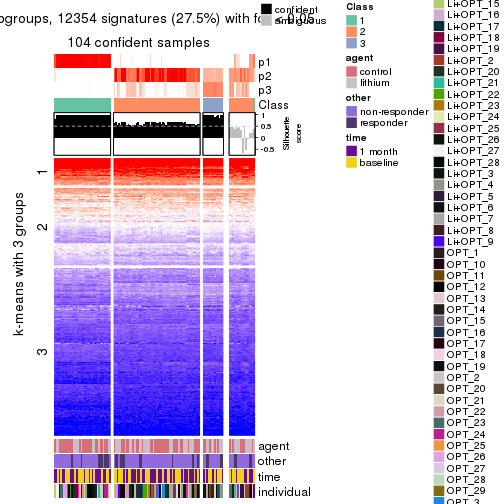 ogroups, 12354 signatures (27.5%) with
confident
ambiguous
104 confident samples
p1
p2
p3
Class
1
0.5
0
-0.5
Silhouette
score
k-means with 3 groups
1
2
3
agent
other
time
individual
Class
1
2
3
agent
control
lithium
other
non-responder
responder
time
1 month
baseline
Li+OPT_15
Li+OPT_16
Li+OPT_17
Li+OPT_18
Li+OPT_19
Li+OPT_2
Li+OPT_20
Li+OPT_21
Li+OPT_22
Li+OPT_23
Li+OPT_24
Li+OPT_25
Li+OPT_26
Li+OPT_27
Li+OPT_28
Li+OPT_3
Li+OPT_4
Li+OPT_5
Li+OPT_6
Li+OPT_7
Li+OPT_8
Li+OPT_9
OPT_1
OPT_10
OPT_11
OPT_12
OPT_13
OPT_14
OPT_15
OPT_16
OPT_17
OPT_18
OPT_19
OPT_2
OPT_20
OPT_21
OPT_22
OPT_23
OPT_24
OPT_25
OPT_26
OPT_27
OPT_28
OPT_29